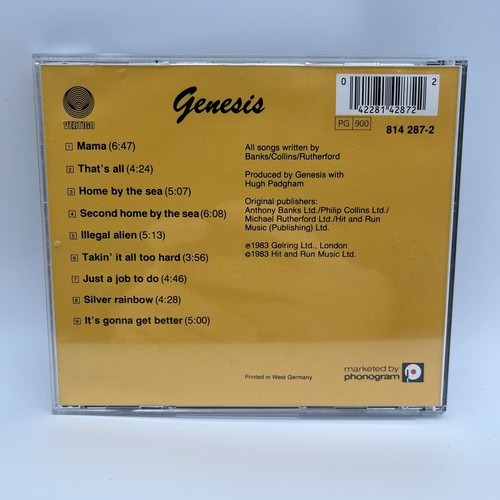 VERTIGO
Genesis
0 2
42281 42872
PG 900
814 287-2
1 Mama (6:47)
2 That's all (4:24)
3 Home by the sea (5:07)
4 Second home by the sea (6:08)
5 Illegal alien (5:13)
6 Takin' it all too hard (3:56)
7 Just a job to do (4:46)
8 Silver rainbow (4:28)
9 It's gonna get better (5:00)
All songs written by
Banks/Collins/Rutherford
Produced by Genesis with
Hugh Padgham
Original publishers:
Anthony Banks Ltd./Philip Collins Ltd./
Michael Rutherford Ltd./Hit and Run
Music (Publishing) Ltd.
℗1983 Gelring Ltd., London
©1983 Hit and Run Music Ltd.
Printed in West Germany
marketed by
phonogram